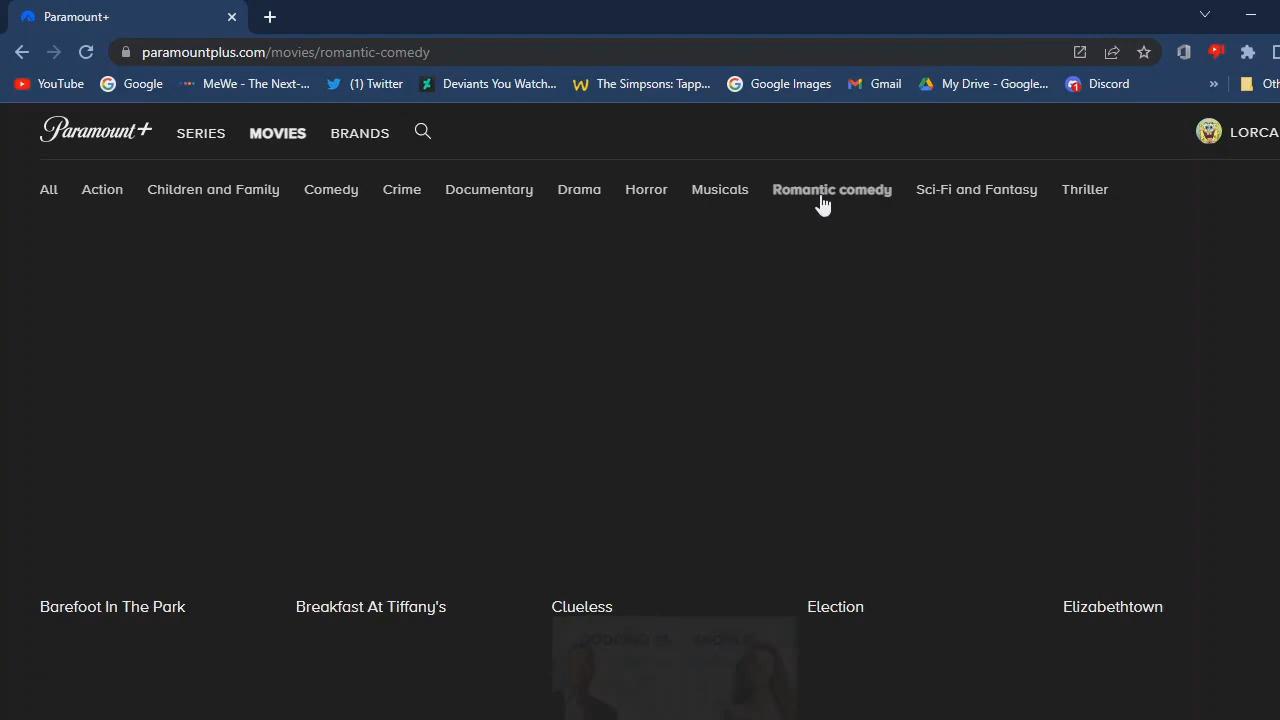 Paramount+
paramountplus.com/movies/romantic-comedy
YouTube Google MeWe - The Next-... (1) Twitter Deviants You Watch... The Simpsons: Tapp... Google Images Gmail My Drive - Google... Discord » Oth
Paramount+ SERIES MOVIES BRANDS LORCA
All Action Children and Family Comedy Crime Documentary Drama Horror Musicals Romantic comedy Sci-Fi and Fantasy Thriller
Barefoot In The Park Breakfast At Tiffany's Clueless Election Elizabethtown